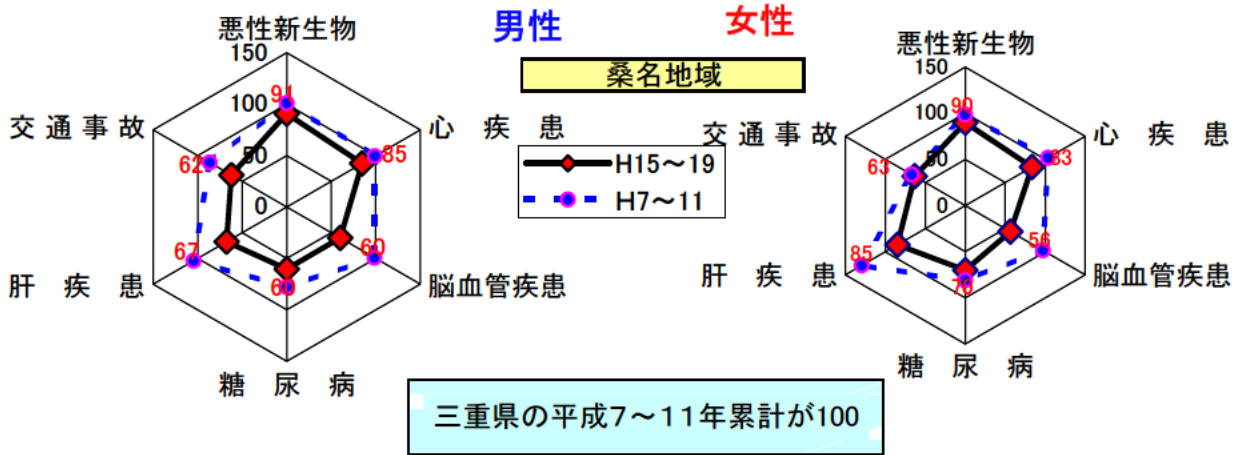 男性
女性
桑名地域
悪性新生物
150
100
50
0
91
心疾患
85
脳血管疾患
60
糖尿病
肝疾患
67
交通事故
H15～19
H7～11
悪性新生物
150
100
50
0
90
心疾患
83
脳血管疾患
56
糖尿病
70
肝疾患
85
交通事故
63
三重県の平成7～11年累計が100